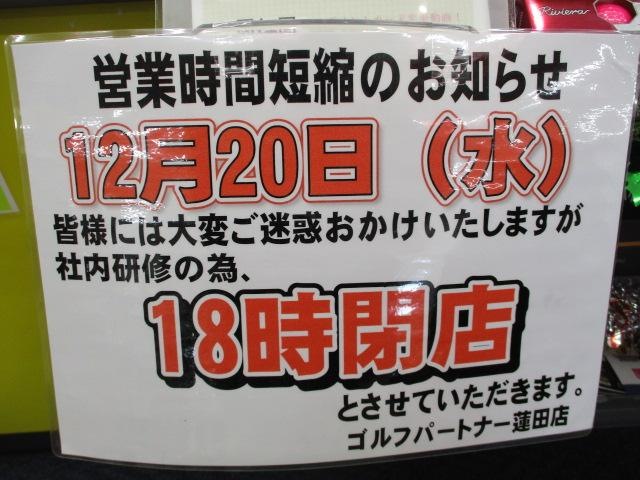 Riviera
営業時間短縮のお知らせ
12月20日（水）
皆様には大変ご迷惑おかけいたしますが
社内研修の為、
18時閉店
とさせていただきます。
ゴルフパートナー蓮田店